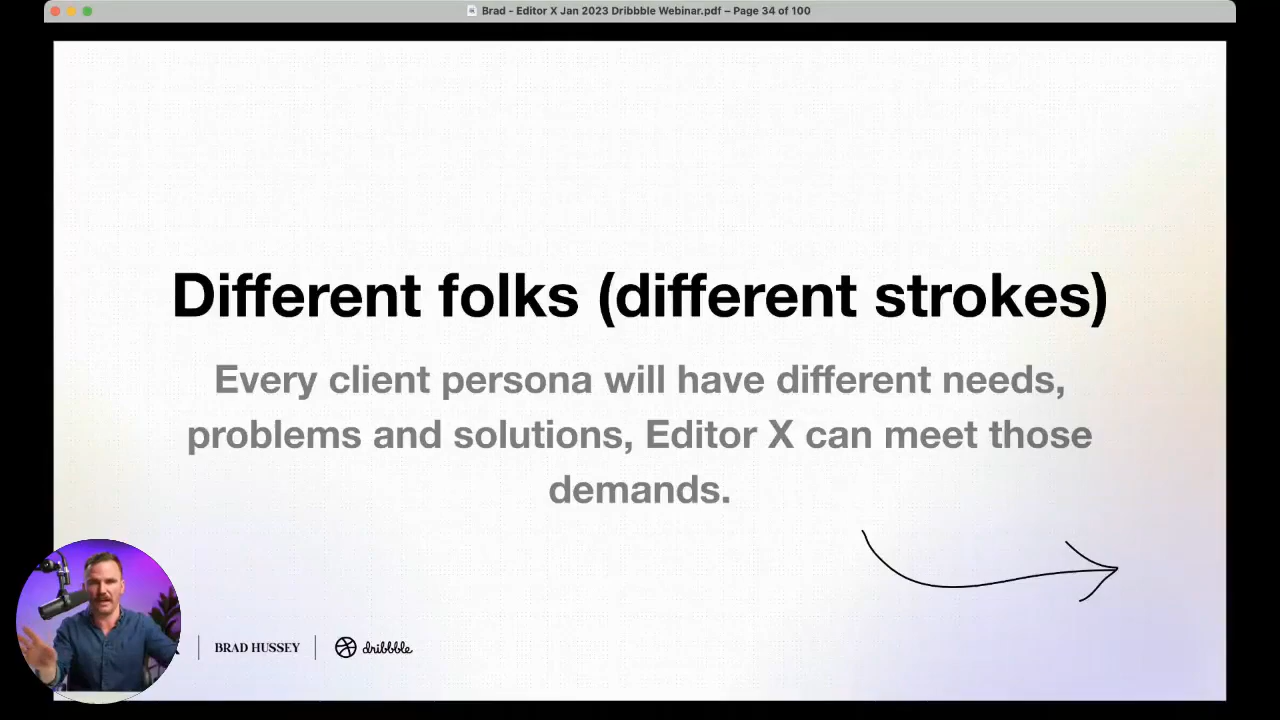 Brad - Editor X Jan 2023 Dribbble Webinar.pdf – Page 34 of 100
Different folks (different strokes)
Every client persona will have different needs,
problems and solutions, Editor X can meet those
demands.
BRAD HUSSEY
dribbble